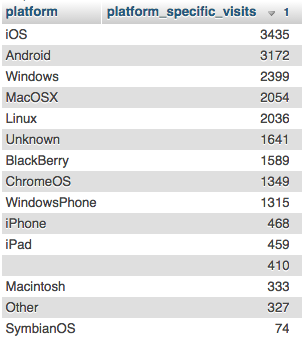 platform platform_specific_visits 1
iOS 3435
Android 3172
Windows 2399
MacOSX 2054
Linux 2036
Unknown 1641
BlackBerry 1589
ChromeOS 1349
WindowsPhone 1315
iPhone 468
iPad 459
410
Macintosh 333
Other 327
SymbianOS 74